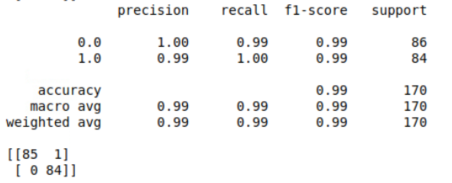 precision recall f1-score support
0.0 1.00 0.99 0.99 86
1.0 0.99 1.00 0.99 84
accuracy 0.99 170
macro avg 0.99 0.99 0.99 170
weighted avg 0.99 0.99 0.99 170
[[85 1]
[ 0 84]]